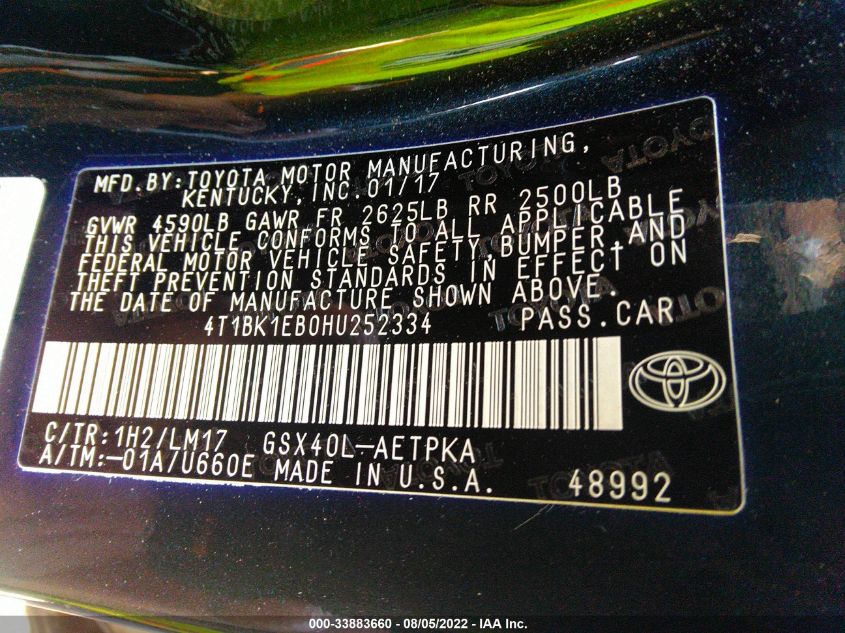 MFD.BY:TOYOTA MOTOR MANUFACTURING,
KENTUCKY, INC.01/17
GVWR 4590LB GAWR FR 2625LB RR 2500LB
THIS VEHICLE CONFORMS TO ALL APPLICABLE
FEDERAL MOTOR VEHICLE SAFETY,BUMPER,AND
THEFT PREVENTION STANDARDS IN EFFECT ON
THE DATE OF MANUFACTURE SHOWN ABOVE.
4T1BK1EB0HU252334 PASS.CAR
C/TR:1H2/LM17 GSX40L-AETPKA
A/TM:-01A/U660E MADE IN U.S.A. 48992
000-33883660 - 08/05/2022 - IAA Inc.